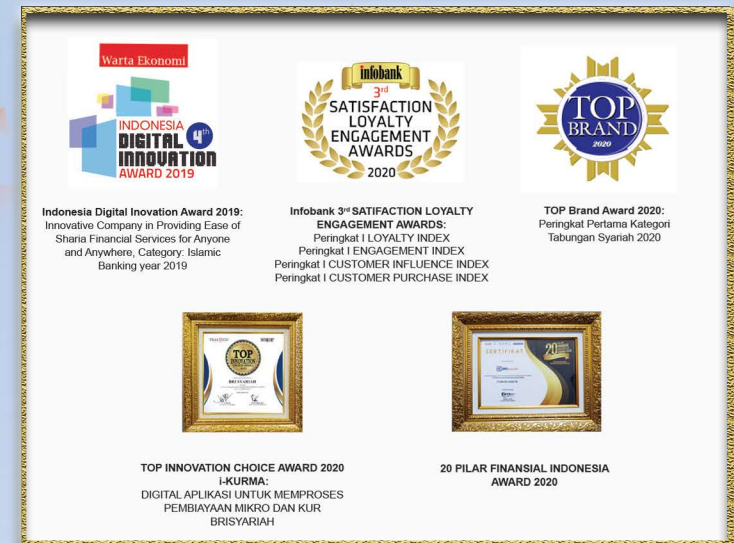 Warta Ekonomi
INDONESIA
DIGITAL 4th
INNOVATION
AWARD 2019
infobank
3rd
SATISFACTION
LOYALTY
ENGAGEMENT
AWARDS
2020
TOP
BRAND
2020
Indonesia Digital Inovation Award 2019:
Innovative Company in Providing Ease of
Sharia Financial Services for Anyone
and Anywhere, Category: Islamic
Banking year 2019
Infobank 3rd SATIFACTION LOYALTY
ENGAGEMENT AWARDS:
Peringkat I LOYALTY INDEX
Peringkat I ENGAGEMENT INDEX
Peringkat I CUSTOMER INFLUENCE INDEX
Peringkat I CUSTOMER PURCHASE INDEX
TOP Brand Award 2020:
Peringkat Pertama Kategori
Tabungan Syariah 2020
TOP
INNOVATION
BRI SYARIAH
SERTIFIKAT
20
TOP INNOVATION CHOICE AWARD 2020
i-KURMA:
DIGITAL APLIKASI UNTUK MEMPROSES
PEMBIAYAAN MIKRO DAN KUR
BRISYARIAH
20 PILAR FINANSIAL INDONESIA
AWARD 2020